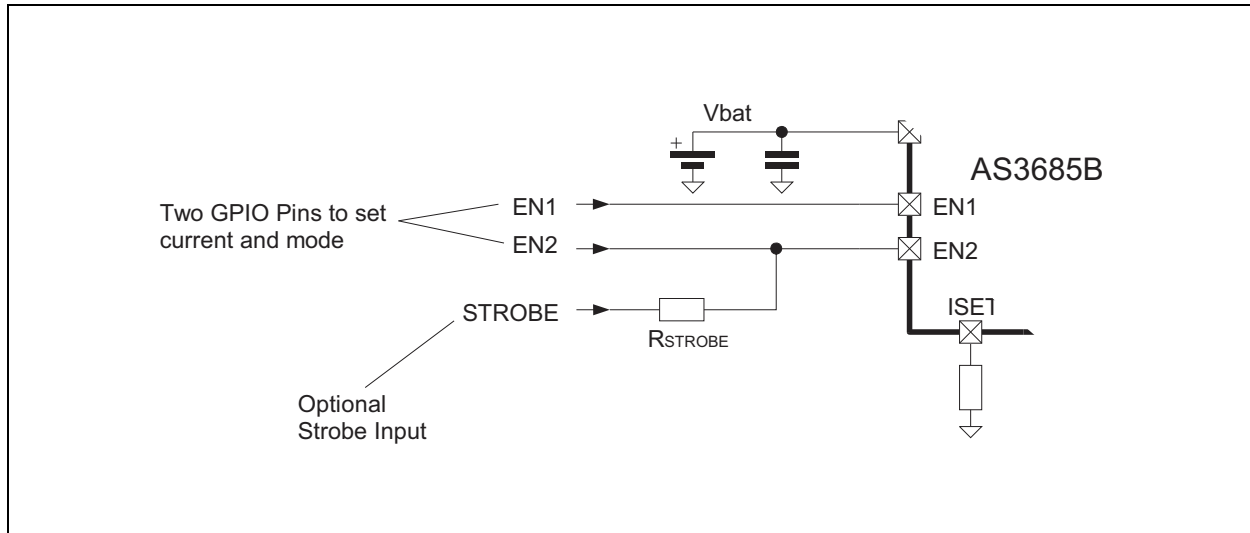 Vbat
+
AS3685B
Two GPIO Pins to set
current and mode
EN1
EN1
EN2
EN2
STROBE
RSTROBE
ISET
Optional
Strobe Input